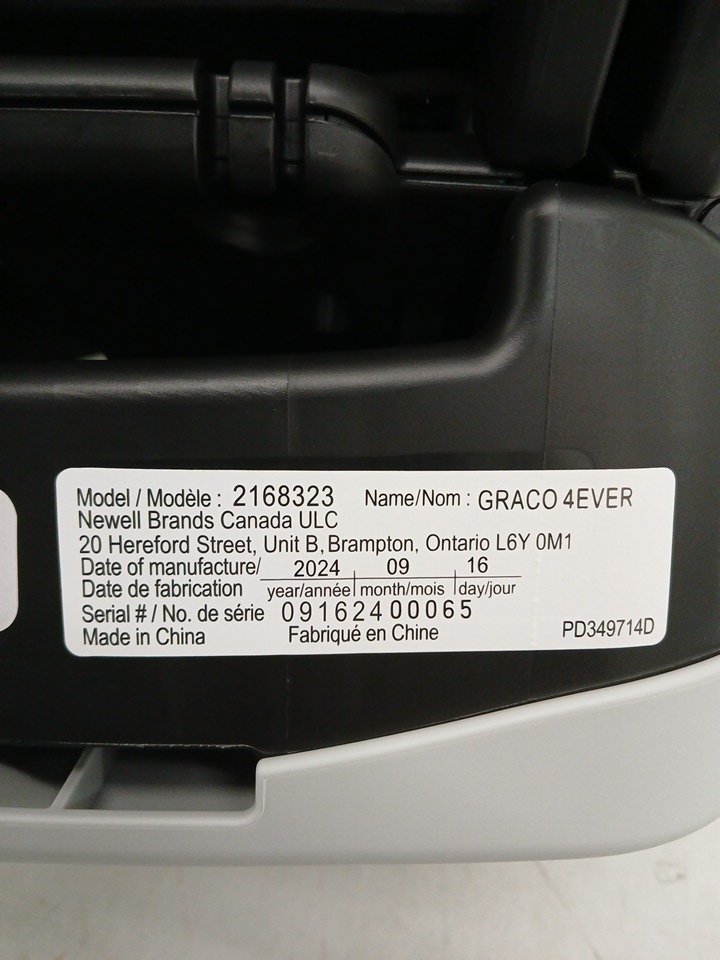 Model / Modèle : 2168323 Name/Nom : GRACO 4EVER
Newell Brands Canada ULC
20 Hereford Street, Unit B, Brampton, Ontario L6Y 0M1
Date of manufacture/ 2024 09 16
Date de fabrication year/année month/mois day/jour
Serial # / No. de série 09162400065
Made in China Fabriqué en Chine PD349714D